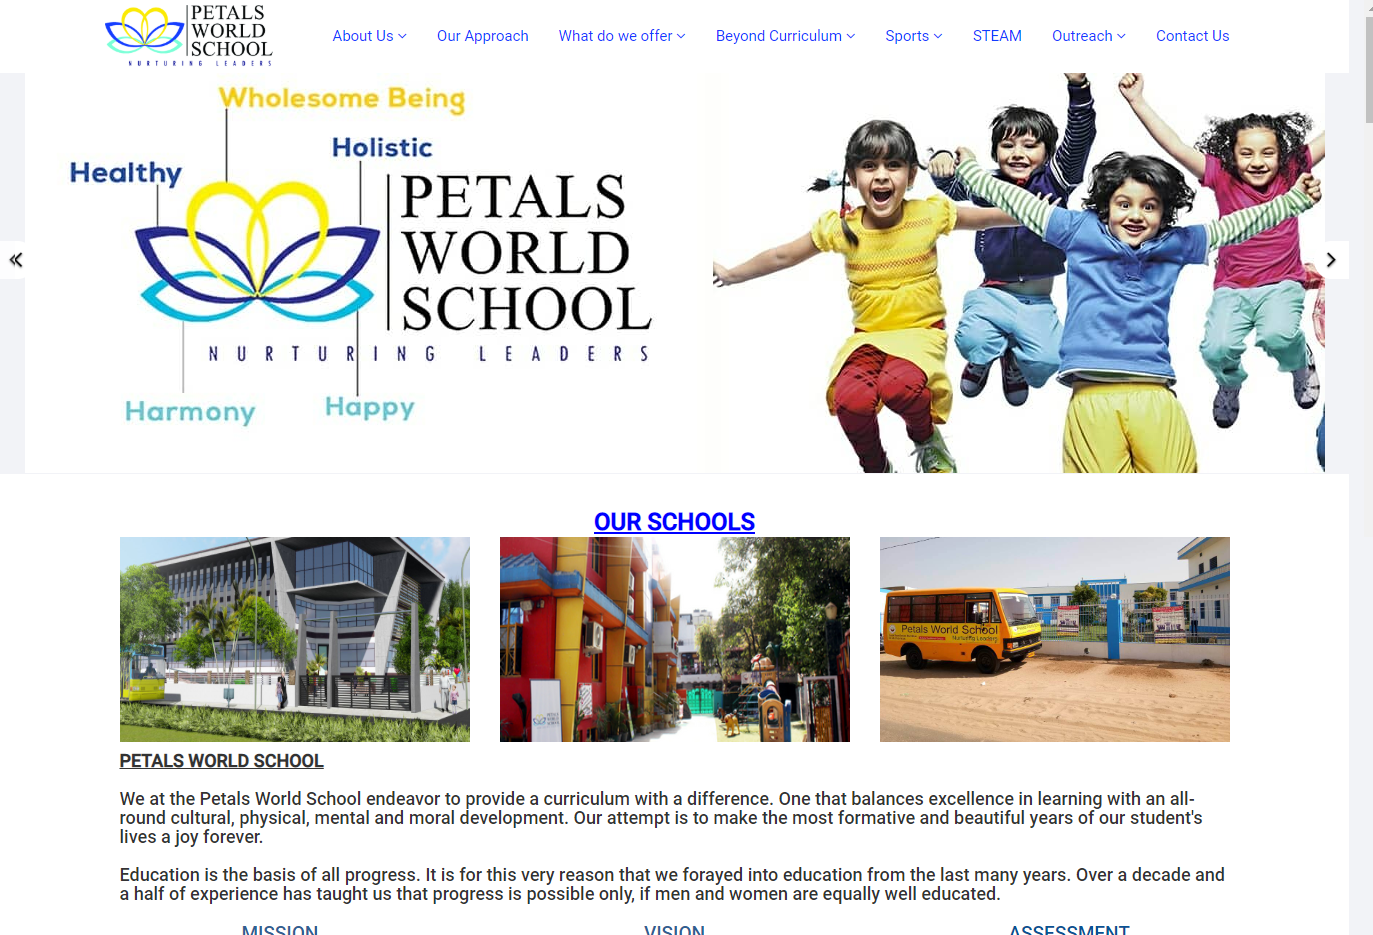 PETALS
WORLD
SCHOOL
NURTURING LEADERS
About Us
Our Approach
What do we offer
Beyond Curriculum
Sports
STEAM
Outreach
Contact Us
Wholesome Being
Holistic
Healthy
PETALS
WORLD
SCHOOL
NURTURING LEADERS
Harmony
Happy
OUR SCHOOLS
Petals World School
Nurturing Leaders
PETALS WORLD SCHOOL
We at the Petals World School endeavor to provide a curriculum with a difference. One that balances excellence in learning with an all-
round cultural, physical, mental and moral development. Our attempt is to make the most formative and beautiful years of our student's
lives a joy forever.
Education is the basis of all progress. It is for this very reason that we forayed into education from the last many years. Over a decade and
a half of experience has taught us that progress is possible only, if men and women are equally well educated.
MISSION
VISION
ASSESSMENT